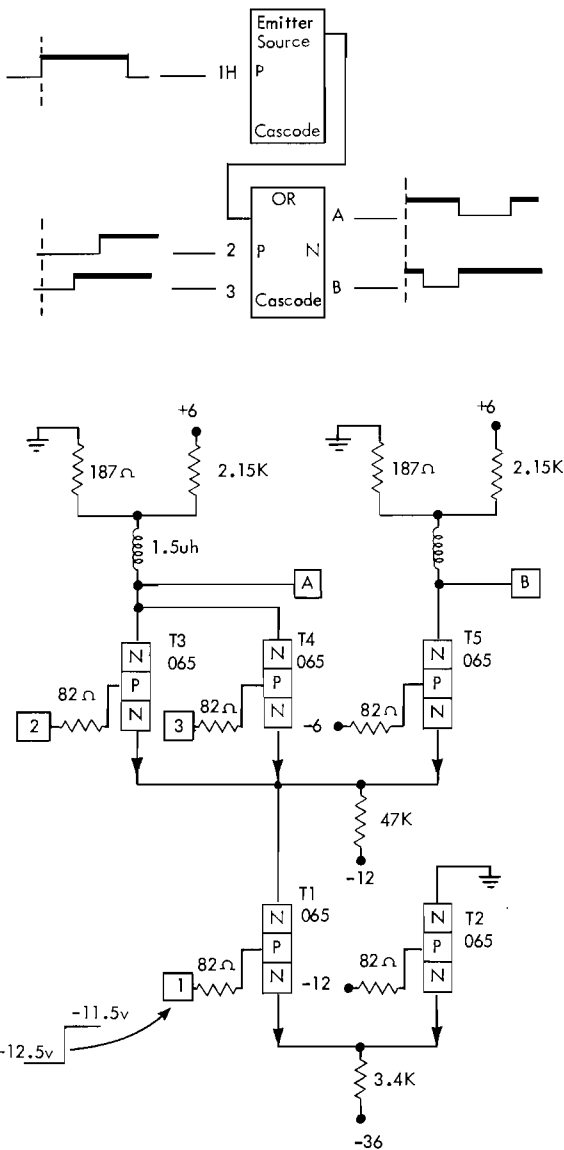 Emitter
Source
1H P
Cascode
OR
A
2 P N
3 Cascode B
+6 +6
187Ω 2.15K 187Ω 2.15K
1.5uh
A B
T3 T4 T5
065 065 065
N N N
P P P
N N N
82Ω 82Ω 82Ω
2 3 -6
47K
-12
T1 T2
065 065
N N
P P
N N
82Ω 82Ω
1 -12
-11.5v
-12.5v
3.4K
-36